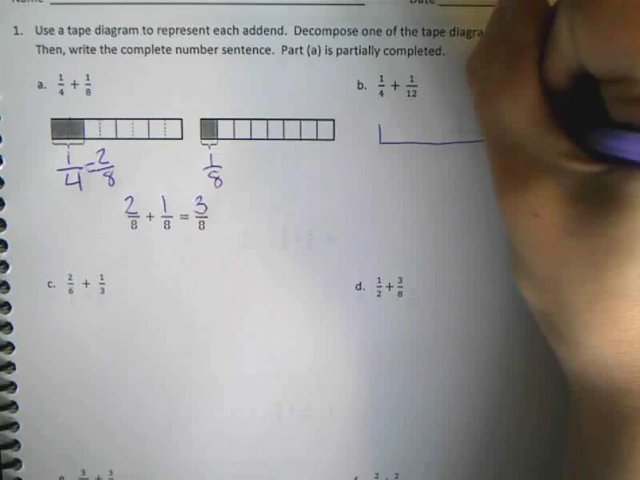 1. Use a tape diagram to represent each addend. Decompose one of the tape
Then, write the complete number sentence. Part (a) is partially completed.
a. 1/4 + 1/8
b. 1/4 + 1/12
1/4 = 2/8
1/8
2/8 + 1/8 = 3/8
c. 2/6 + 1/3
d. 1/2 + 3/8